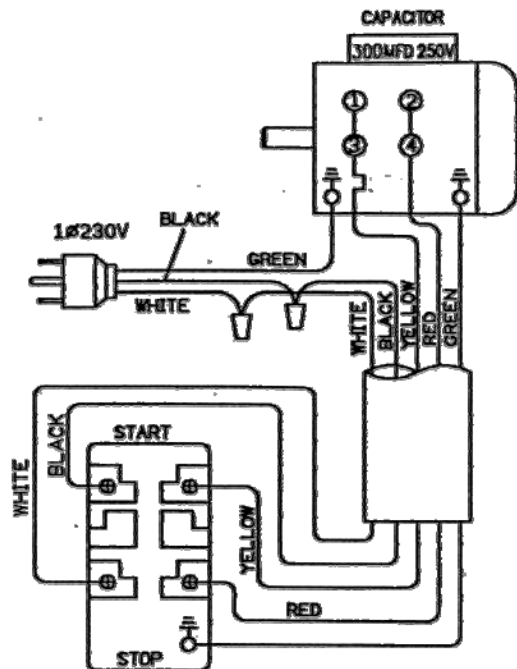 CAPACITOR
300MFD 250V
① ②
③ ④
1ø230V
BLACK
GREEN
WHITE
WHITE
BLACK
YELLOW
RED
GREEN
WHITE
BLACK
START
YELLOW
RED
STOP